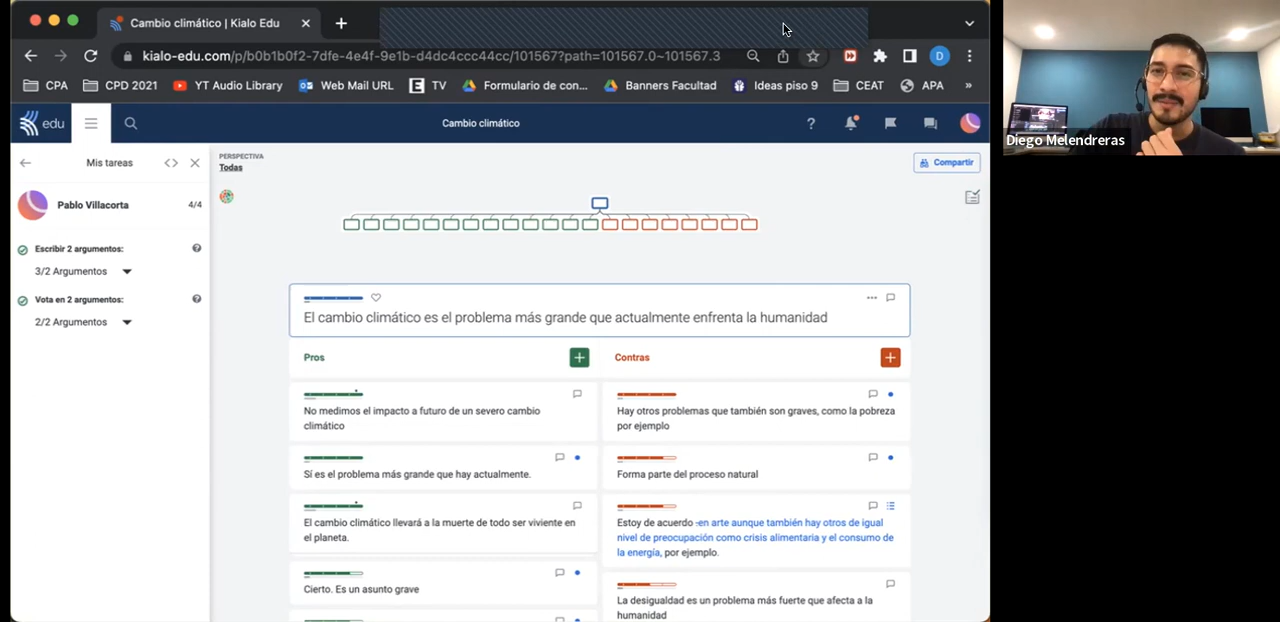 Cambio climático | Kialo Edu
kialo-edu.com/p/b0b1b0f2-7dfe-4e4f-9e1b-d4dc4ccc44cc/101567?path=101567.0~101567.3
CPA CPD 2021 YT Audio Library Web Mail URL E TV Formulario de con... Banners Facultad Ideas piso 9 CEAT APA »
edu Cambio climático ?
Mis tareas
Pablo Villacorta 4/4
Escribir 2 argumentos:
3/2 Argumentos
Vota en 2 argumentos:
2/2 Argumentos
PERSPECTIVA
Todas
Compartir
El cambio climático es el problema más grande que actualmente enfrenta la humanidad
Pros
No medimos el impacto a futuro de un severo cambio
climático
Sí es el problema más grande que hay actualmente.
El cambio climático llevará a la muerte de todo ser viviente en
el planeta.
Cierto. Es un asunto grave
Contras
Hay otros problemas que también son graves, como la pobreza
por ejemplo
Forma parte del proceso natural
Estoy de acuerdo en arte aunque también hay otros de igual
nivel de preocupación como crisis alimentaria y el consumo de
la energía, por ejemplo.
La desigualdad es un problema más fuerte que afecta a la
humanidad
Diego Melendreras